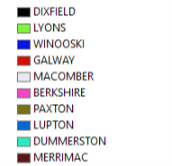 DIXFIELD
LYONS
WINOOSKI
GALWAY
MACOMBER
BERKSHIRE
PAXTON
LUPTON
DUMMERSTON
MERRIMAC